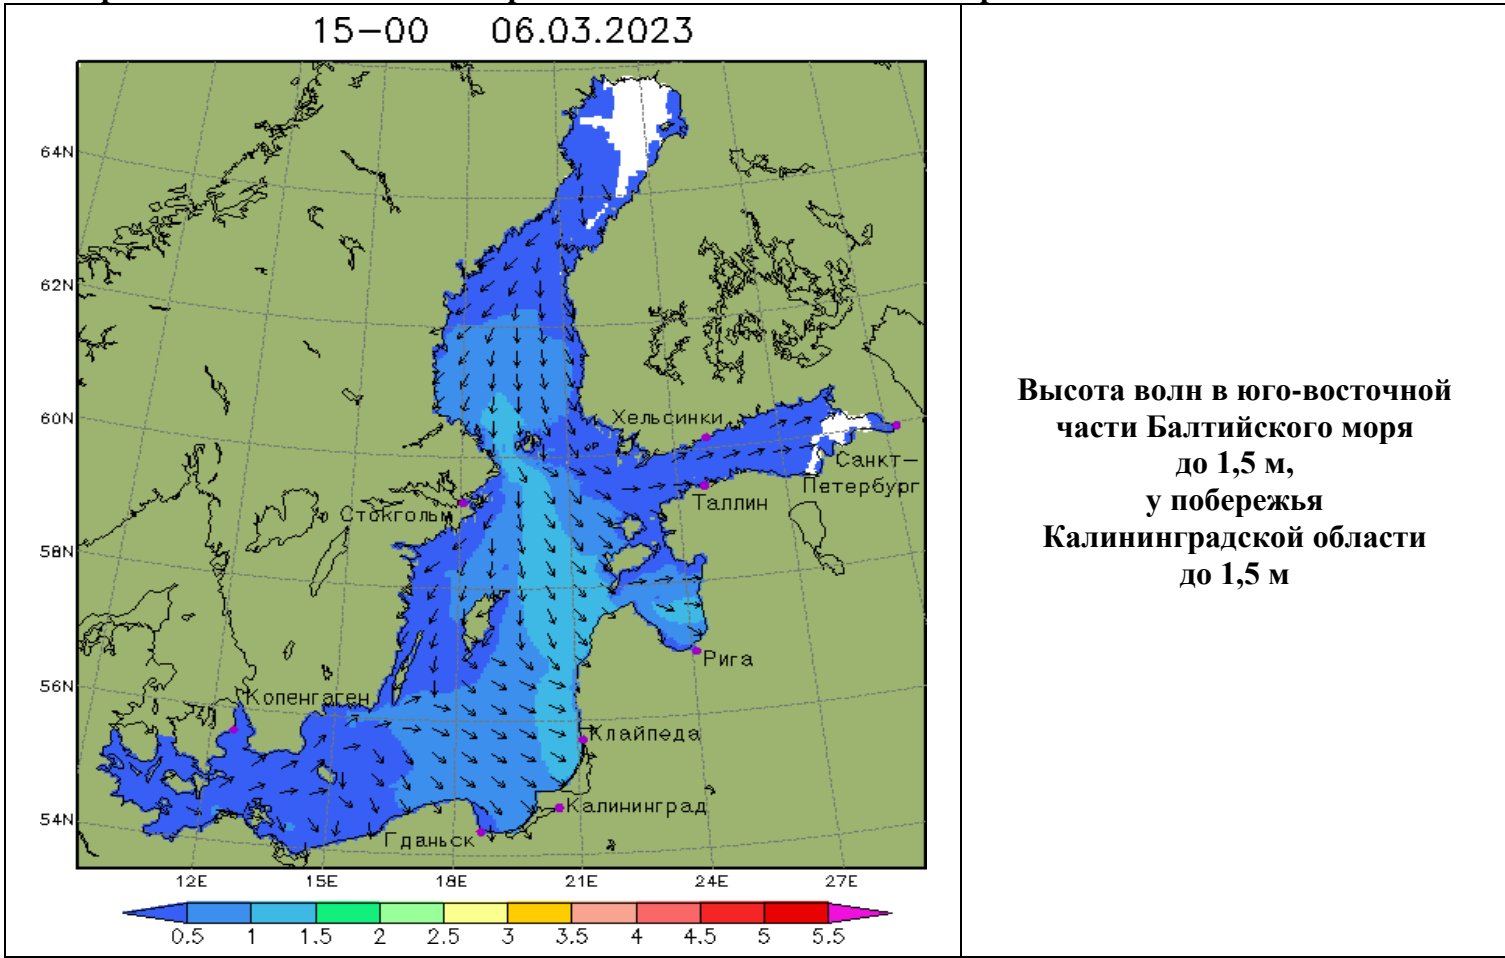 15-00 06.03.2023
64N
62N
60N
58N
56N
54N
Хельсинки
Санкт-
Петербург
Таллин
Стокгольм
Рига
Копенгаген
Клайпеда
Калининград
Гданьск
12E 15E 18E 21E 24E 27E
0.5 1 1.5 2 2.5 3 3.5 4 4.5 5 5.5
Высота волн в юго-восточной
части Балтийского моря
до 1,5 м,
у побережья
Калининградской области
до 1,5 м